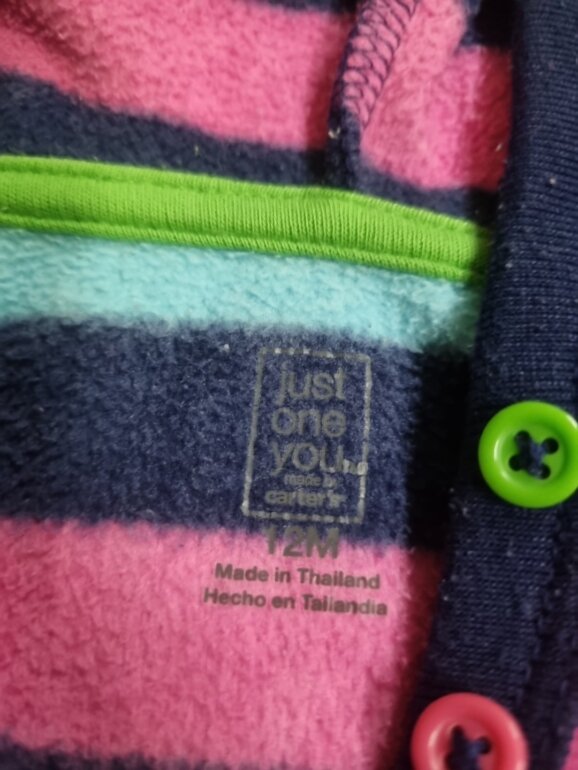 just
one
you
made by
carter's
12M
Made in Thailand
Hecho en Tailandia